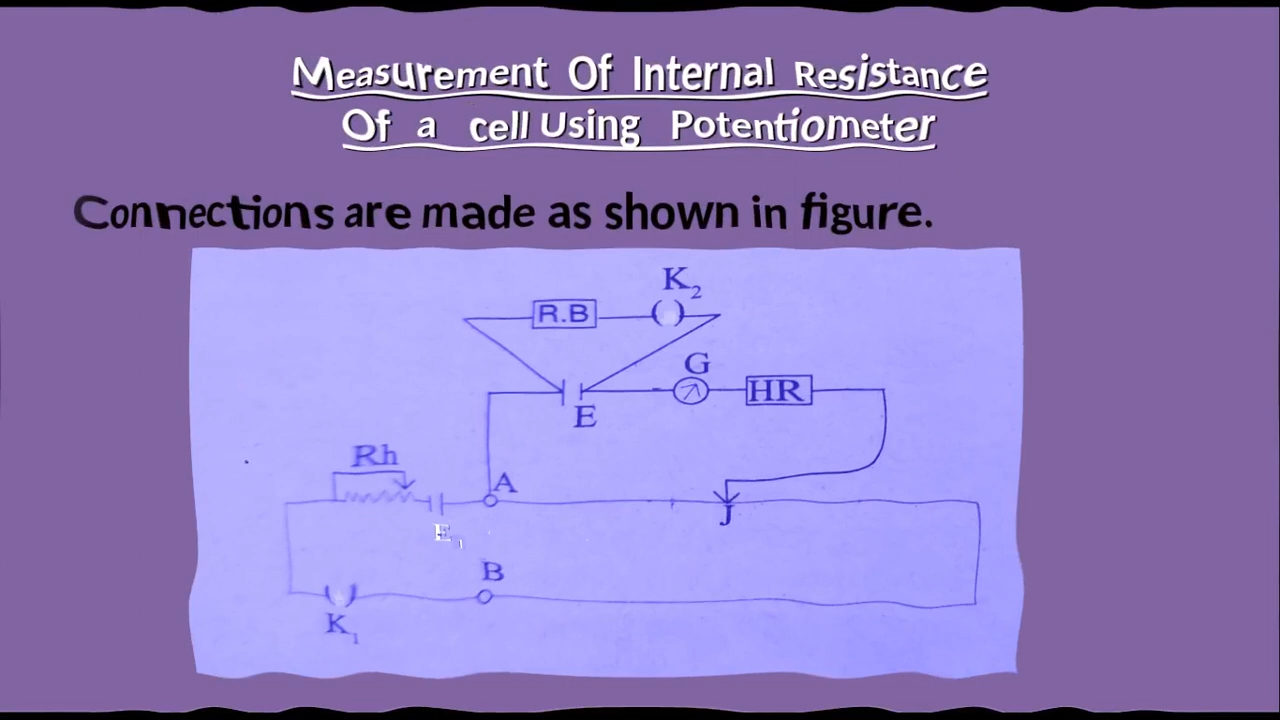 Measurement Of Internal Resistance
Of a cell Using Potentiometer
Connections are made as shown in figure.
K2
R.B
G
HR
E
Rh
A
J
E1
B
K1